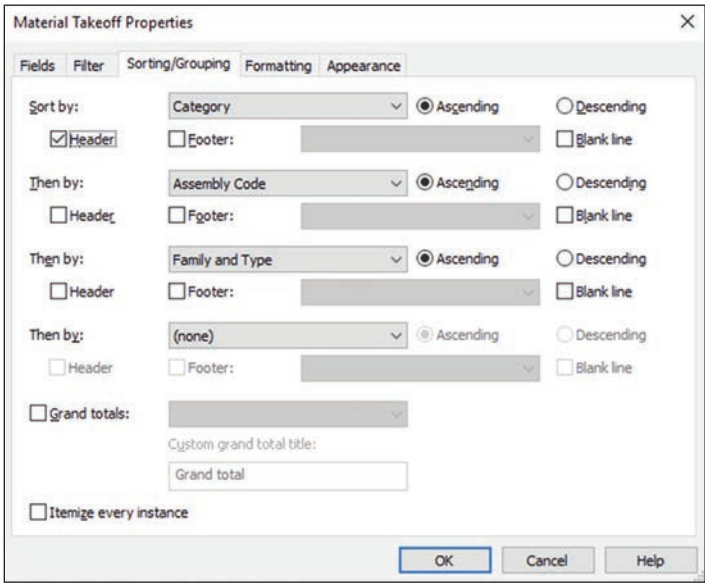 Material Takeoff Properties
Fields Filter Sorting/Grouping Formatting Appearance
Sort by: Category Ascending Descending
Header Footer: Blank line
Then by: Assembly Code Ascending Descending
Header Footer: Blank line
Then by: Family and Type Ascending Descending
Header Footer: Blank line
Then by: (none) Ascending Descending
Header Footer: Blank line
Grand totals:
Custom grand total title:
Grand total
Itemize every instance
OK Cancel Help